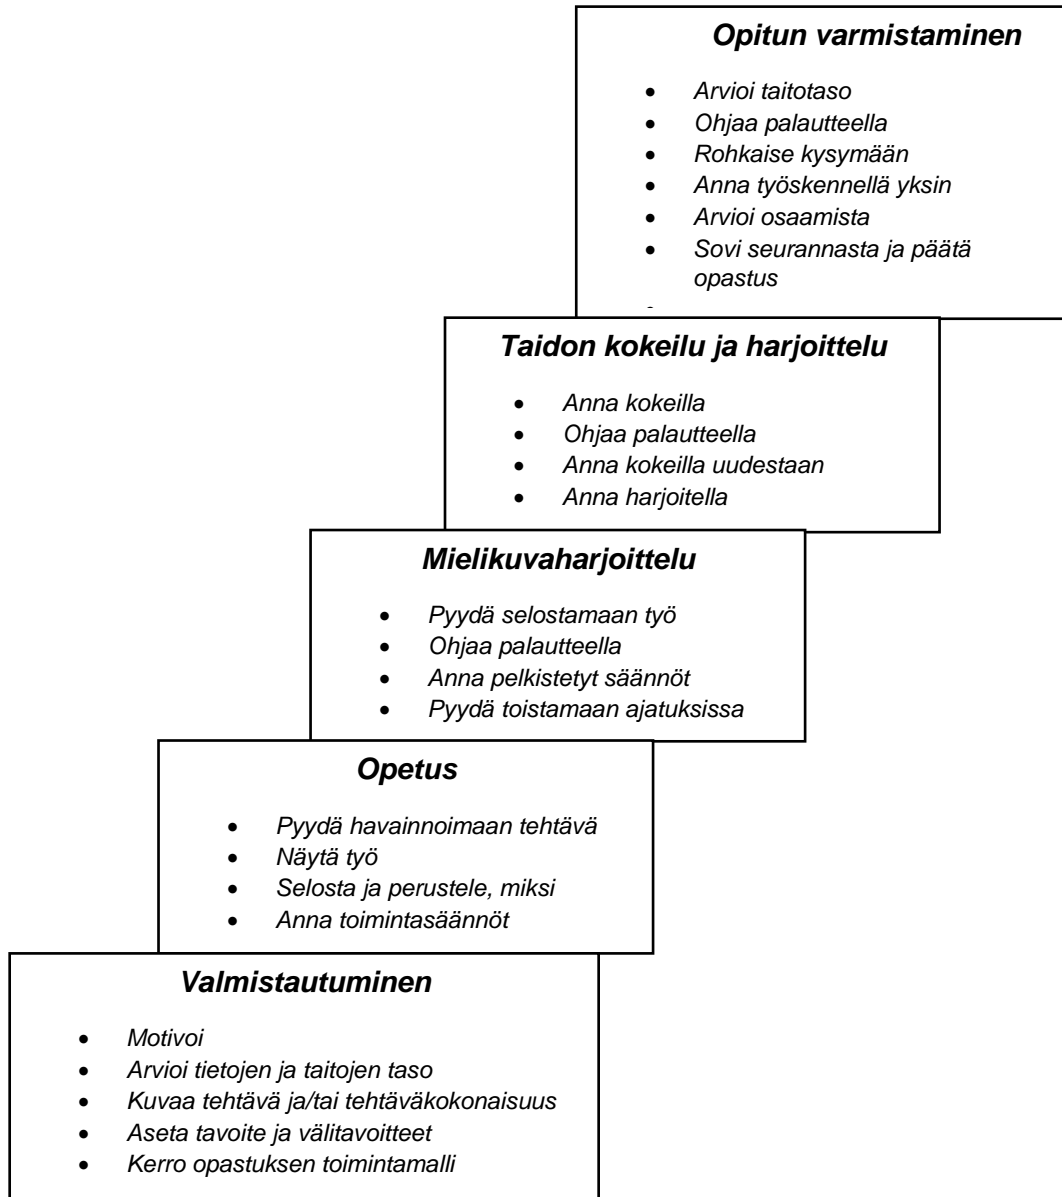 Opitun varmistaminen
• Arvioi taitotaso
• Ohjaa palautteella
• Rohkaise kysymään
• Anna työskennellä yksin
• Arvioi osaamista
• Sovi seurannasta ja päätä
opastus
Taidon kokeilu ja harjoittelu
• Anna kokeilla
• Ohjaa palautteella
• Anna kokeilla uudestaan
• Anna harjoitella
Mielikuvaharjoittelu
• Pyydä selostamaan työ
• Ohjaa palautteella
• Anna pelkistetyt säännöt
• Pyydä toistamaan ajatuksissa
Opetus
• Pyydä havainnoimaan tehtävä
• Näytä työ
• Selosta ja perustele, miksi
• Anna toimintasäännöt
Valmistautuminen
• Motivoi
• Arvioi tietojen ja taitojen taso
• Kuvaa tehtävä ja/tai tehtäväkokonaisuus
• Aseta tavoite ja välitavoitteet
• Kerro opastuksen toimintamalli